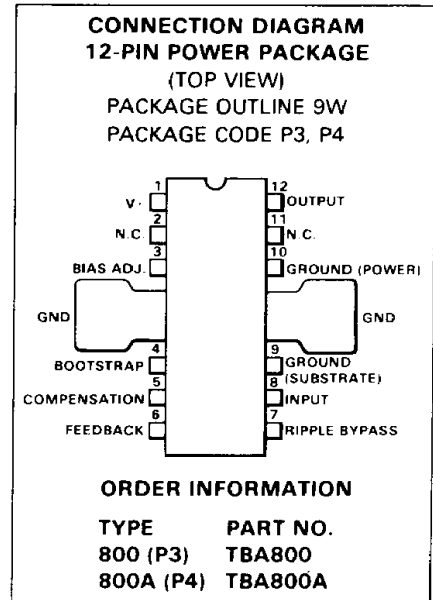 CONNECTION DIAGRAM
12-PIN POWER PACKAGE
(TOP VIEW)
PACKAGE OUTLINE 9W
PACKAGE CODE P3, P4
1 12
V+ OUTPUT
2 11
N.C. N.C.
3 10
BIAS ADJ. GROUND (POWER)
GND GND
4 9
BOOTSTRAP GROUND
(SUBSTRATE)
5 8
COMPENSATION INPUT
6 7
FEEDBACK RIPPLE BYPASS
ORDER INFORMATION
TYPE PART NO.
800 (P3) TBA800
800A (P4) TBA800A